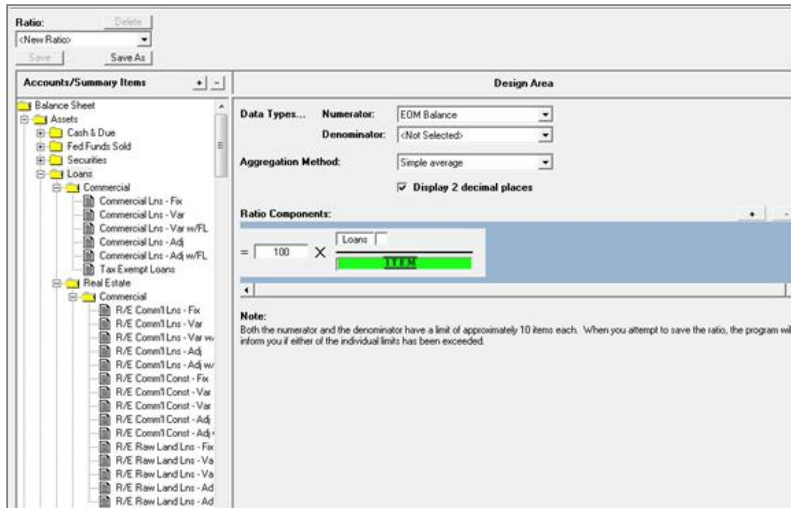 Ratio:
Delete
<New Ratio>
Save
Save As
Accounts/Summary Items
+
-
Design Area
Balance Sheet
Assets
Cash & Due
Fed Funds Sold
Securities
Loans
Commercial
Commercial Lns - Fix
Commercial Lns - Var
Commercial Lns - Var w/FL
Commercial Lns - Adj
Commercial Lns - Adj w/FL
Tax Exempt Loans
Real Estate
Commercial
R/E Comm'l Lns - Fix
R/E Comm'l Lns - Var
R/E Comm'l Lns - Var w/
R/E Comm'l Lns - Adj
R/E Comm'l Lns - Adj w/
R/E Comm'l Const - Fix
R/E Comm'l Const - Var
R/E Comm'l Const - Var
R/E Comm'l Const - Adj
R/E Comm'l Const - Adj
R/E Raw Land Lns - Fix
R/E Raw Land Lns - Va
R/E Raw Land Lns - Va
R/E Raw Land Lns - Ad
R/E Raw Land Lns - Ad
Data Types... Numerator: EOM Balance
Denominator: <Not Selected>
Aggregation Method: Simple average
Display 2 decimal places
Ratio Components:
+
-
= 100 X
Loans
ITEM
Note:
Both the numerator and the denominator have a limit of approximately 10 items each. When you attempt to save the ratio, the program will
inform you if either of the individual limits has been exceeded.